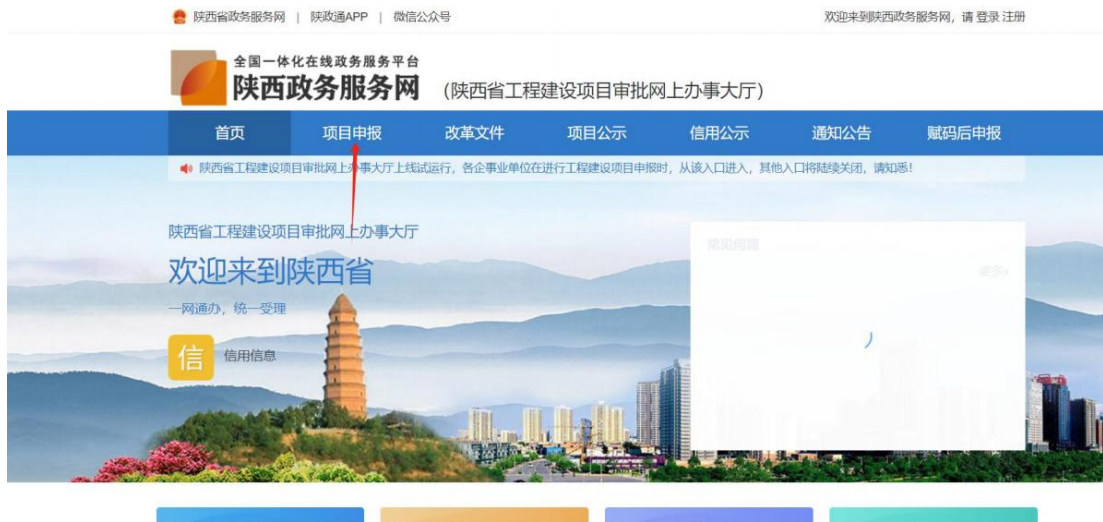 陕西省政务服务网 | 陕政通APP | 微信公众号 欢迎来到陕西政务服务网, 请 登录 注册
全国一体化在线政务服务平台
陕西政务服务网 (陕西省工程建设项目审批网上办事大厅)
首页 项目申报 改革文件 项目公示 信用公示 通知公告 赋码后申报
陕西省工程建设项目审批网上办事大厅上线试运行, 各企事业单位在进行工程建设项目申报时, 从该入口进入, 其他入口将陆续关闭, 请知悉!
陕西省工程建设项目审批网上办事大厅
常见问题
欢迎来到陕西省
更多
一网通办, 统一受理
信 信用信息